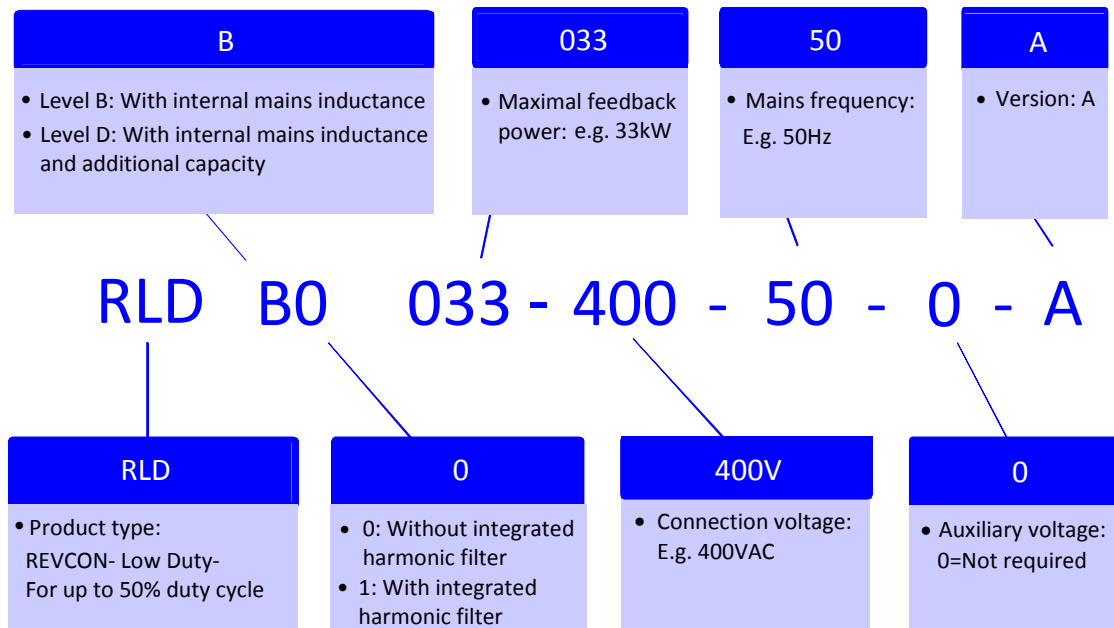 B
• Level B: With internal mains inductance
• Level D: With internal mains inductance
and additional capacity
033
• Maximal feedback
power: e.g. 33kW
50
• Mains frequency:
E.g. 50Hz
A
• Version: A
RLD B0 033 - 400 - 50 - 0 - A
RLD
• Product type:
REVCON- Low Duty-
For up to 50% duty cycle
0
• 0: Without integrated
harmonic filter
• 1: With integrated
harmonic filter
400V
• Connection voltage:
E.g. 400VAC
0
• Auxiliary voltage:
0=Not required